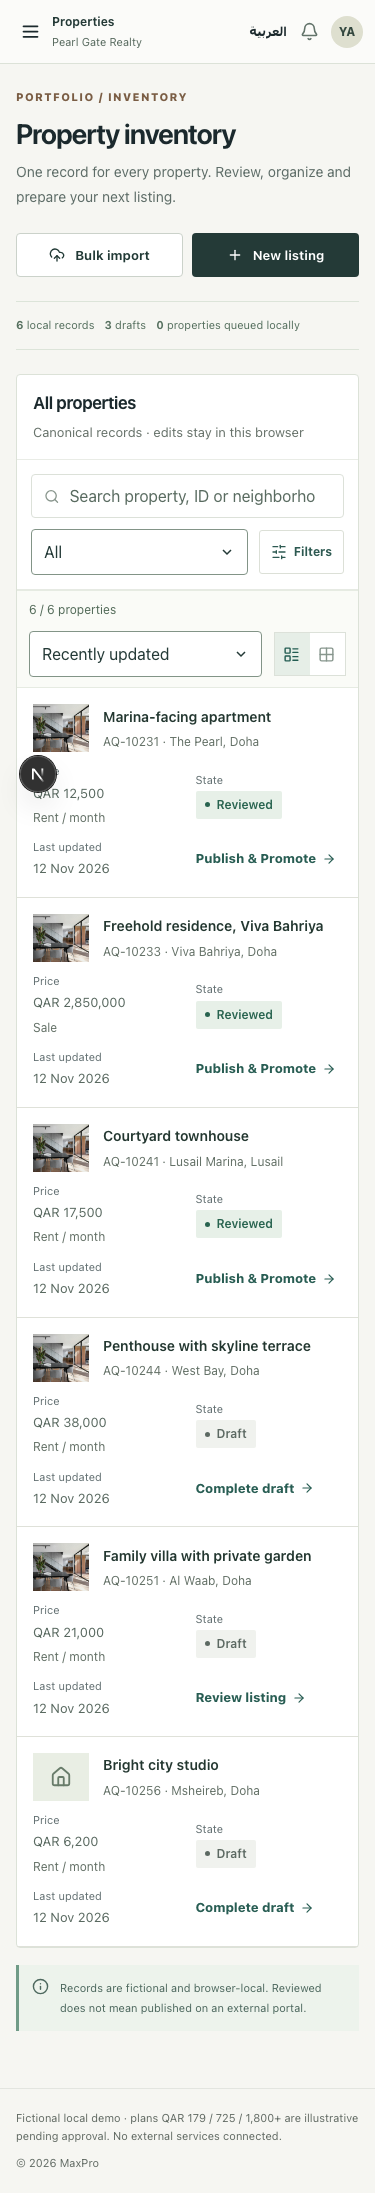 Properties
Pearl Gate Realty
العربية
YA
PORTFOLIO / INVENTORY
Property inventory
One record for every property. Review, organize and
prepare your next listing.
Bulk import
New listing
6 local records 3 drafts 0 properties queued locally
All properties
Canonical records · edits stay in this browser
Search property, ID or neighborho
All
Filters
6 / 6 properties
Recently updated
Marina-facing apartment
AQ-10231 · The Pearl, Doha
N
QAR 12,500
Rent / month
State
Reviewed
Last updated
12 Nov 2026
Publish & Promote
Freehold residence, Viva Bahriya
AQ-10233 · Viva Bahriya, Doha
Price
QAR 2,850,000
Sale
State
Reviewed
Last updated
12 Nov 2026
Publish & Promote
Courtyard townhouse
AQ-10241 · Lusail Marina, Lusail
Price
QAR 17,500
Rent / month
State
Reviewed
Last updated
12 Nov 2026
Publish & Promote
Penthouse with skyline terrace
AQ-10244 · West Bay, Doha
Price
QAR 38,000
Rent / month
State
Draft
Last updated
12 Nov 2026
Complete draft
Family villa with private garden
AQ-10251 · Al Waab, Doha
Price
QAR 21,000
Rent / month
State
Draft
Last updated
12 Nov 2026
Review listing
Bright city studio
AQ-10256 · Msheireb, Doha
Price
QAR 6,200
Rent / month
State
Draft
Last updated
12 Nov 2026
Complete draft
Records are fictional and browser-local. Reviewed
does not mean published on an external portal.
Fictional local demo · plans QAR 179 / 725 / 1,800+ are illustrative
pending approval. No external services connected.
© 2026 MaxPro